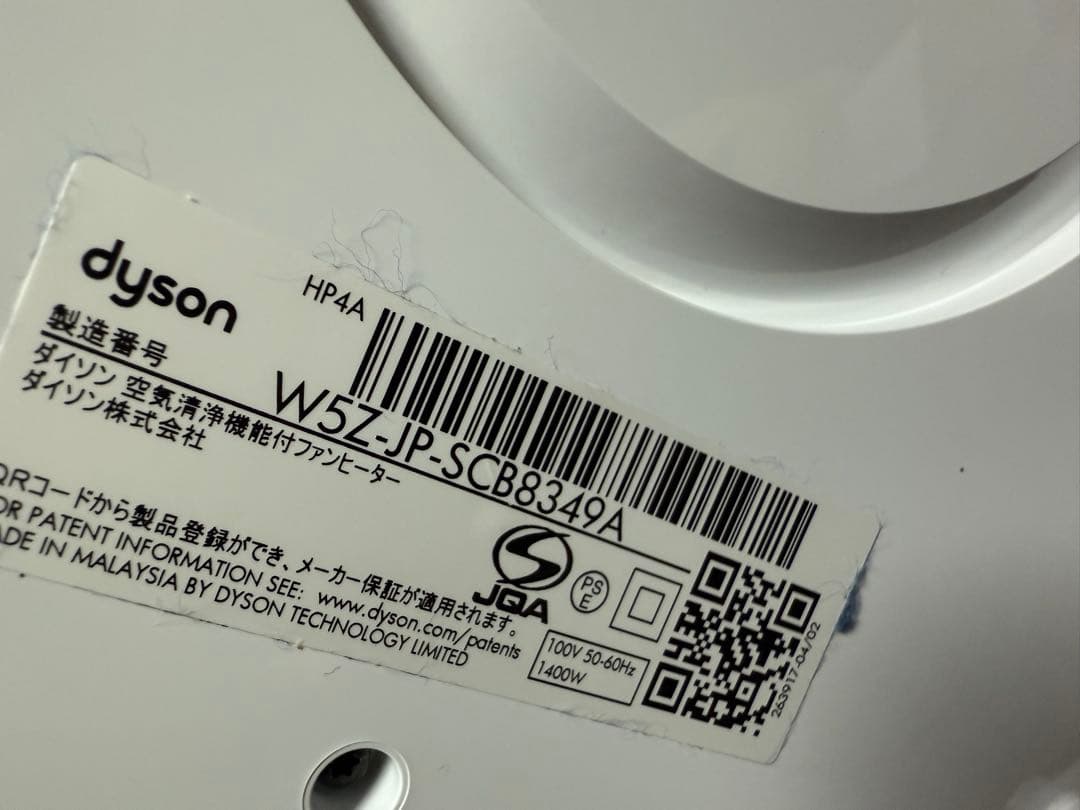 dyson
HP4A
製造番号
W5Z-JP-SCB8349A
ダイソン 空気清浄機能付ファンヒーター
ダイソン株式会社
QRコードから製品登録ができ、メーカー保証が適用されます。
OR PATENT INFORMATION SEE: www.dyson.com/patents
ADE IN MALAYSIA BY DYSON TECHNOLOGY LIMITED
JQA
PS
E
100V 50-60Hz
1400W
263917-04/02